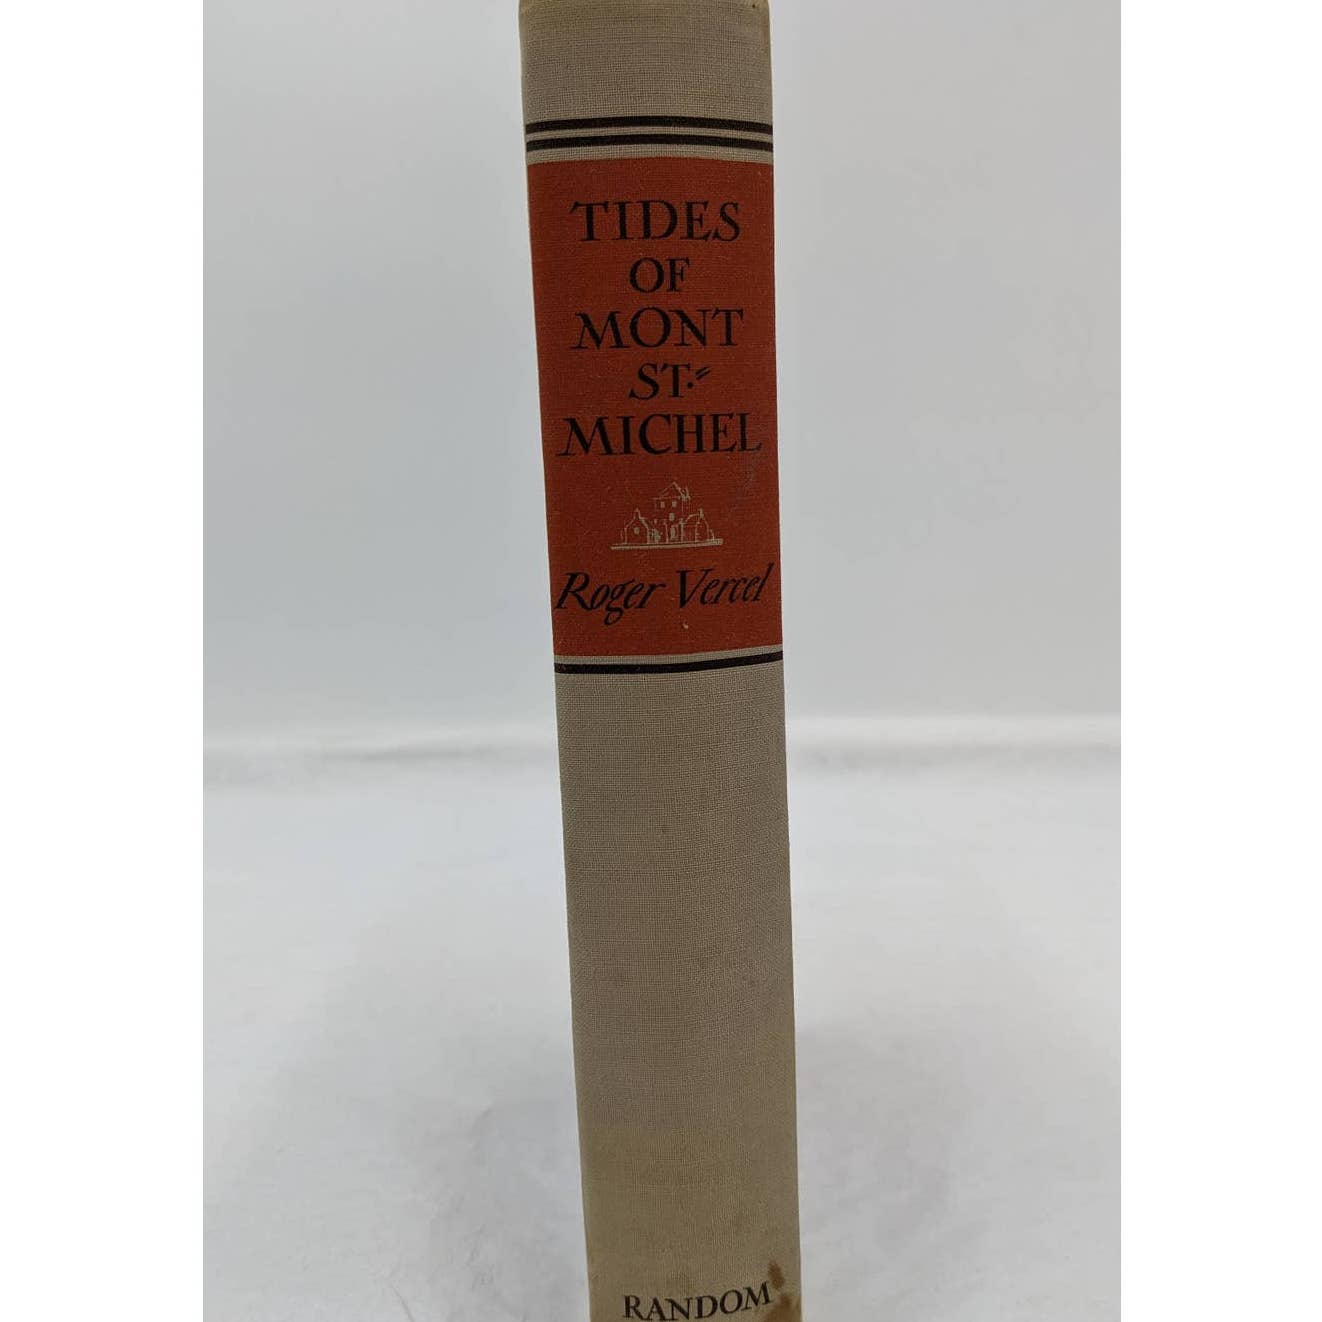 TIDES
OF
MONT
ST.=
MICHEL
Roger Vercel
RANDOM